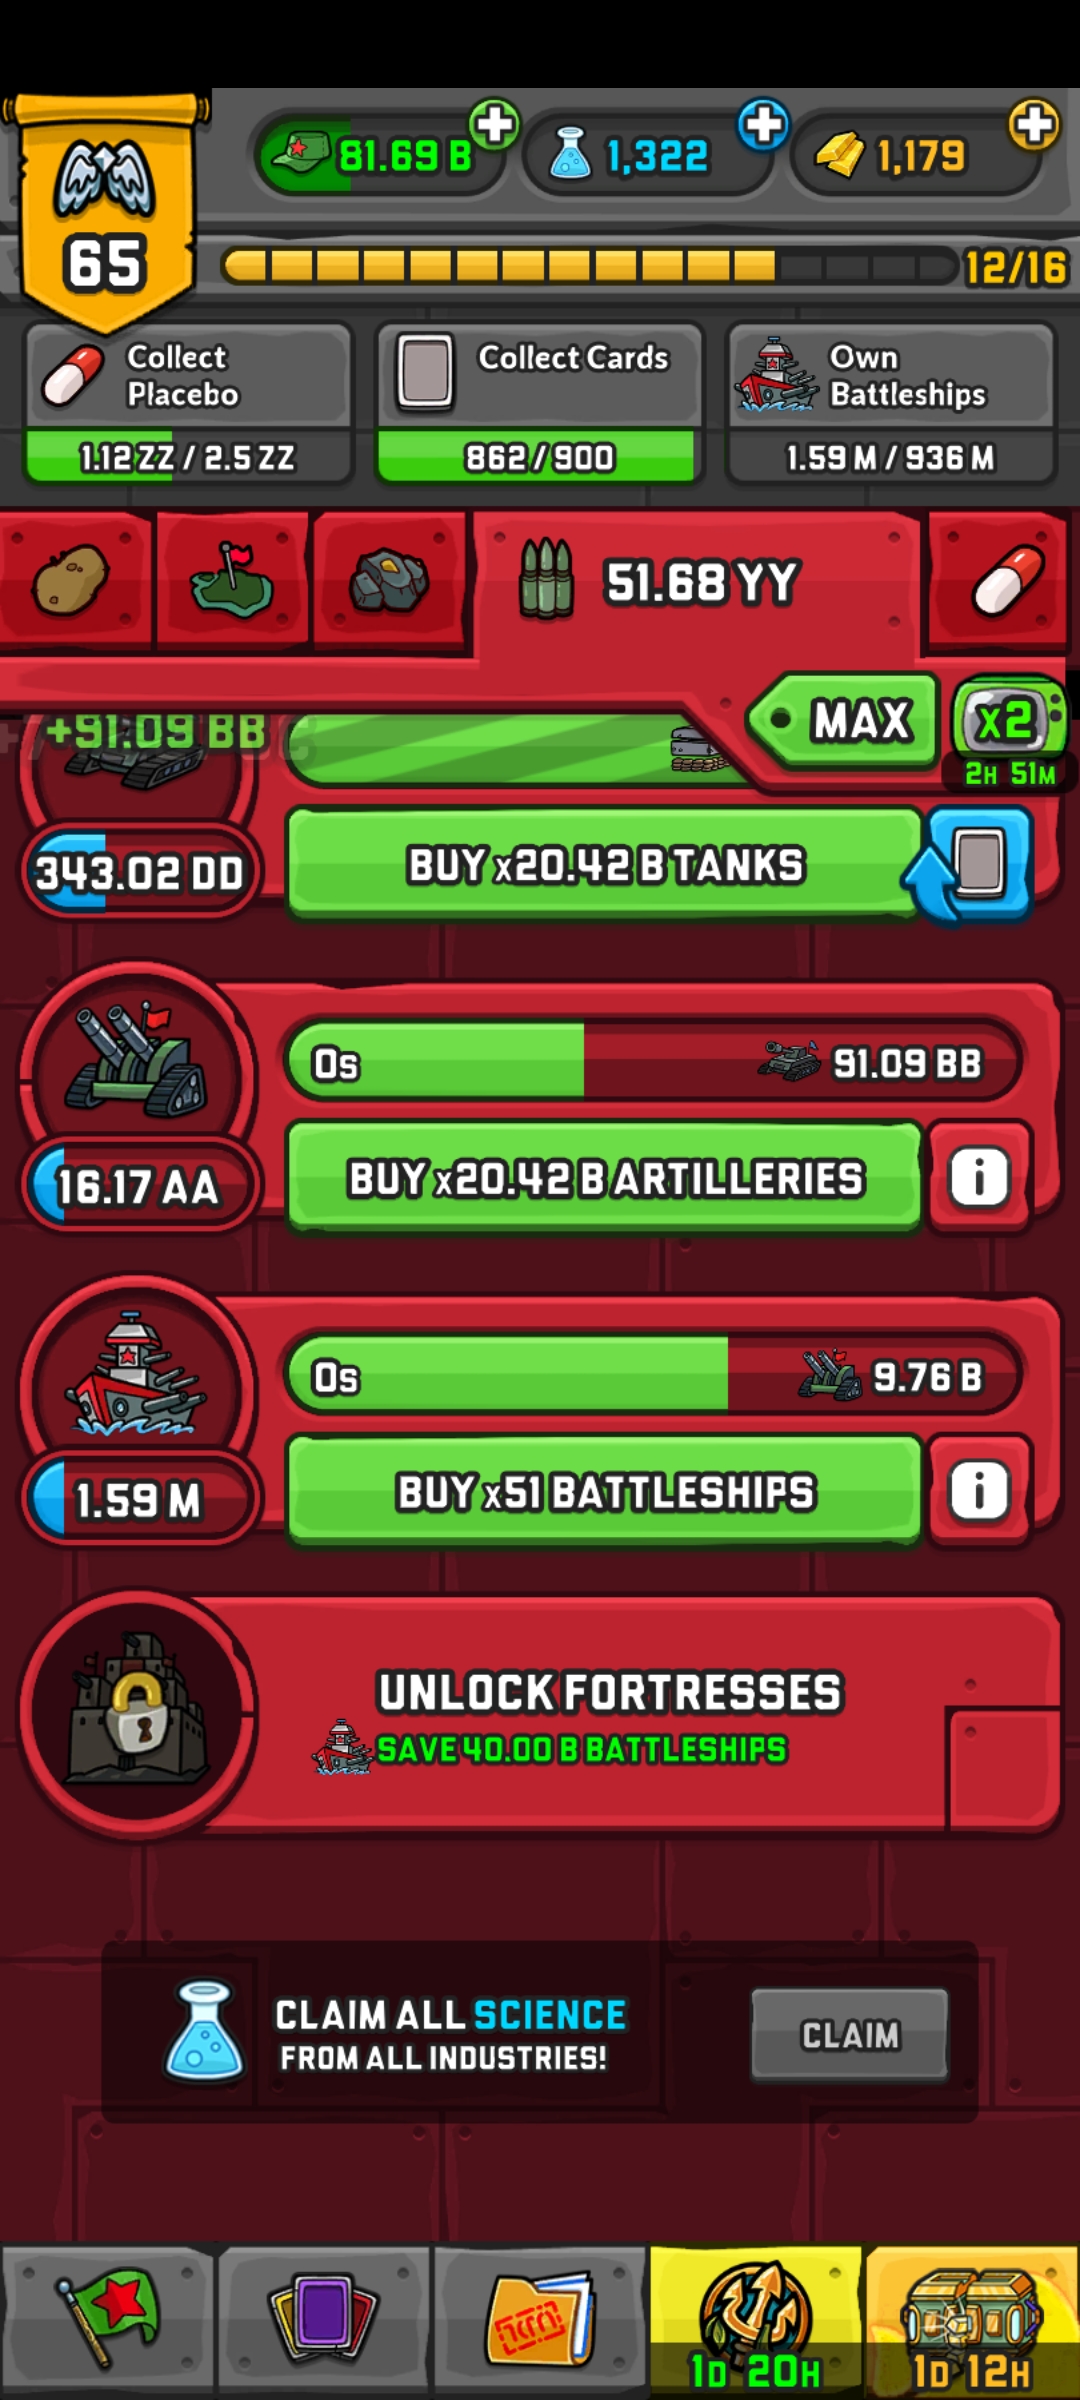 81.69 B
1,322
1,179
65
12/16
Collect
Placebo
1.12 ZZ / 2.5 ZZ
Collect Cards
862/900
Own
Battleships
1.59 M / 936 M
51.68 YY
MAX
x2
2H 51M
+91.09 BB
343.02 DD
BUY x20.42 B TANKS
0s
91.09 BB
16.17 AA
BUY x20.42 B ARTILLERIES
i
0s
9.76 B
1.59 M
BUY x51 BATTLESHIPS
i
UNLOCK FORTRESSES
SAVE 40.00 B BATTLESHIPS
CLAIM ALL SCIENCE
FROM ALL INDUSTRIES!
CLAIM
1D 20H
1D 12H